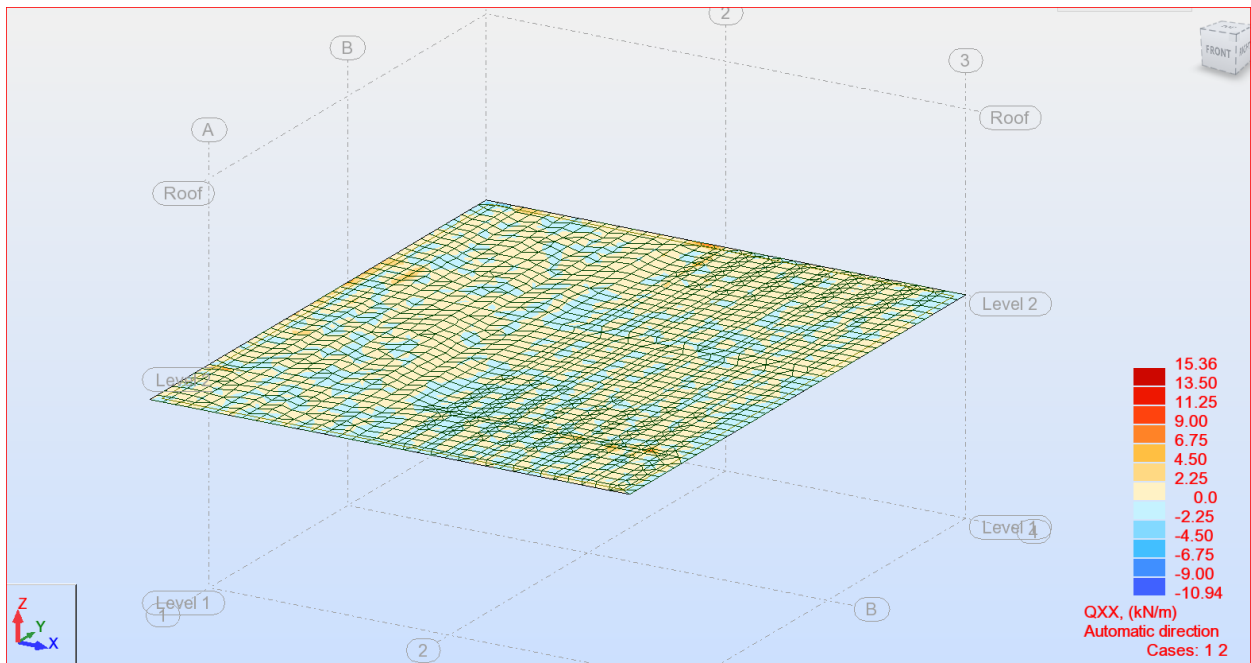 2
B
3
FRONT
Roof
A
Roof
Level 2
Level 2
15.36
13.50
11.25
9.00
6.75
4.50
2.25
0.0
-2.25
-4.50
-6.75
-9.00
-10.94
Level 1
4
Level 1
1
B
2
QXX, (kN/m)
Automatic direction
Cases: 1 2
Z
Y
X